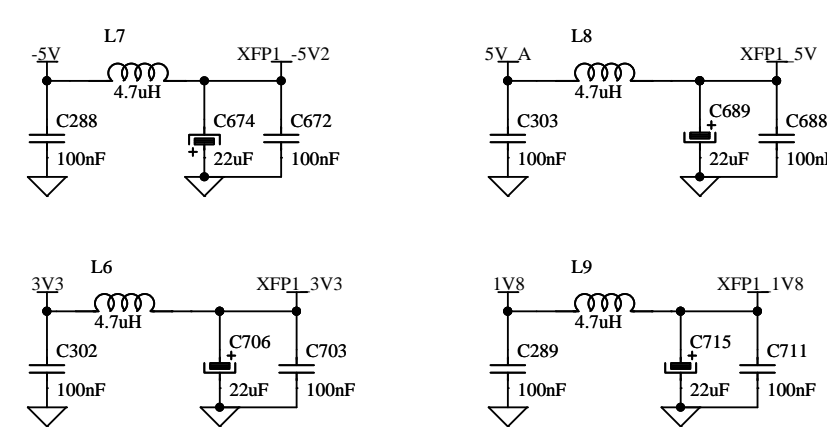 L7
-5V
XFP1_-5V2
4.7uH
C288
100nF
C674
+
22uF
C672
100nF
L8
5V_A
XFP1_5V
4.7uH
C303
100nF
C689
+
22uF
C688
100nF
L6
3V3
XFP1_3V3
4.7uH
C302
100nF
C706
+
22uF
C703
100nF
L9
1V8
XFP1_1V8
4.7uH
C289
100nF
C715
+
22uF
C711
100nF